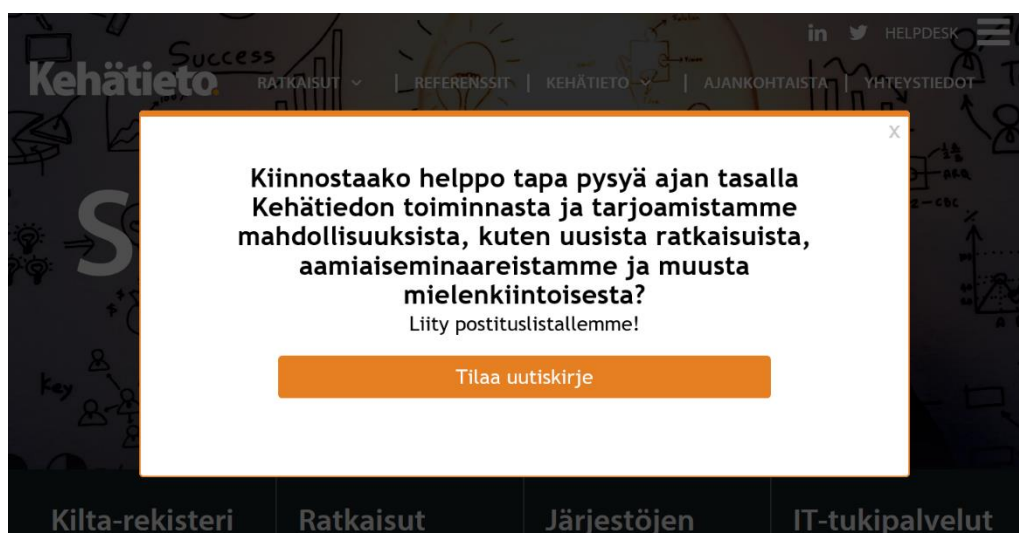 in HELPDESK
Success
Kehätieto.
RATKAISUT | REFERENSSIT | KEHÄTIETO | AJANKOHTAISTA | YHTEYSTIEDOT
X
Kiinnostaako helppo tapa pysyä ajan tasalla
Kehätiedon toiminnasta ja tarjoamistamme
mahdollisuuksista, kuten uusista ratkaisuista,
aamiaiseminaareistamme ja muusta
mielenkiintoisesta?
Liity postituslistallemme!
Tilaa uutiskirje
S
Key
Kilta-rekisteri
Ratkaisut
Järjestöjen
IT-tukipalvelut